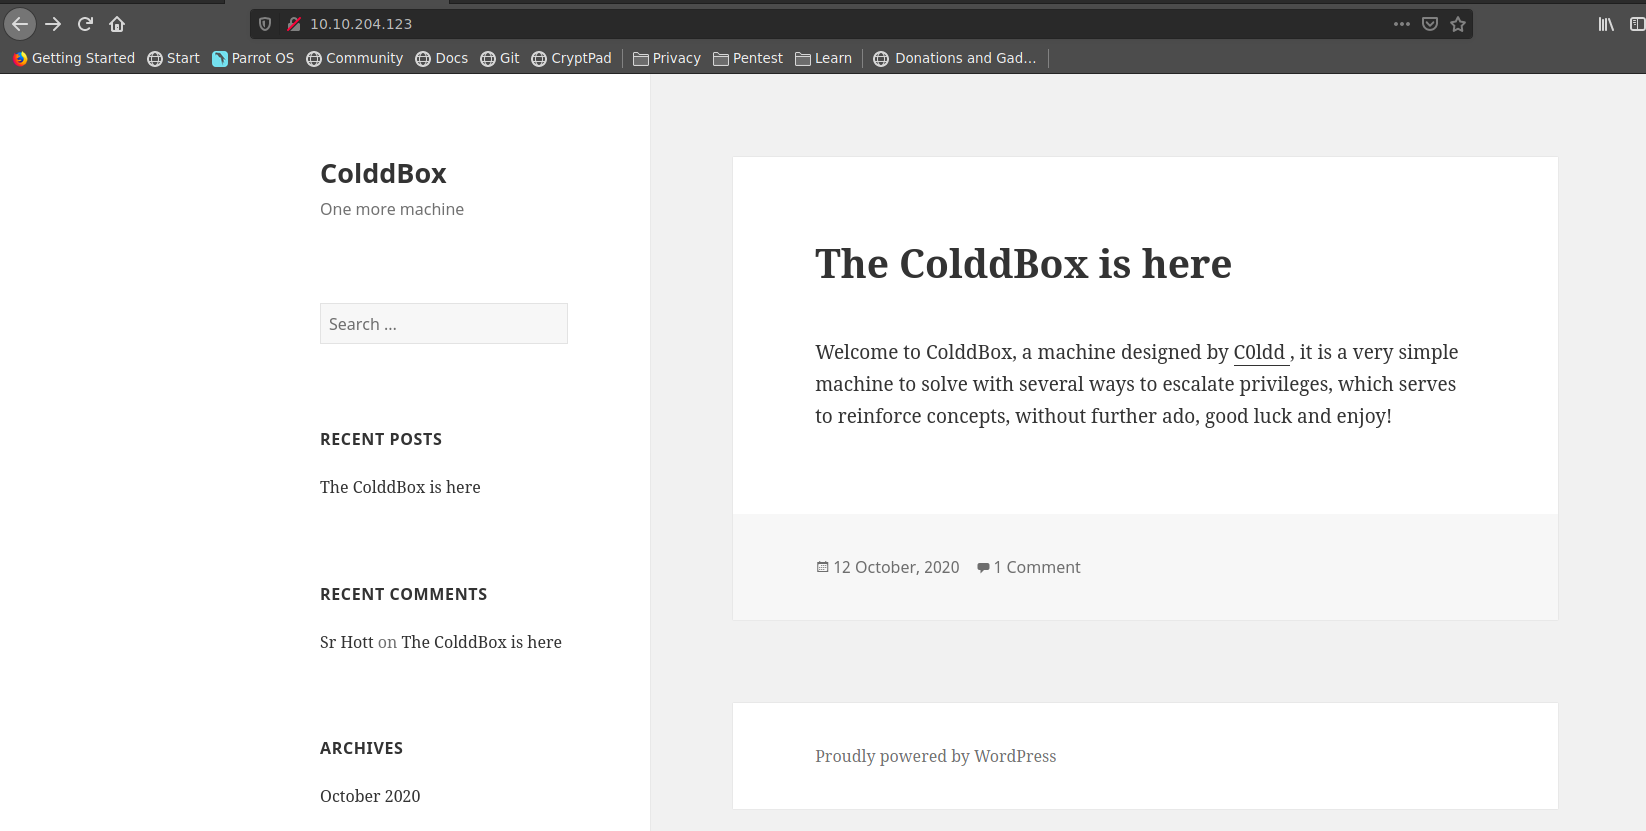 10.10.204.123
Getting Started Start Parrot OS Community Docs Git CryptPad Privacy Pentest Learn Donations and Gad...
ColddBox
One more machine
Search ...
RECENT POSTS
The ColddBox is here
RECENT COMMENTS
Sr Hott on The ColddBox is here
ARCHIVES
October 2020
The ColddBox is here
Welcome to ColddBox, a machine designed by C0ldd , it is a very simple
machine to solve with several ways to escalate privileges, which serves
to reinforce concepts, without further ado, good luck and enjoy!
12 October, 2020 1 Comment
Proudly powered by WordPress